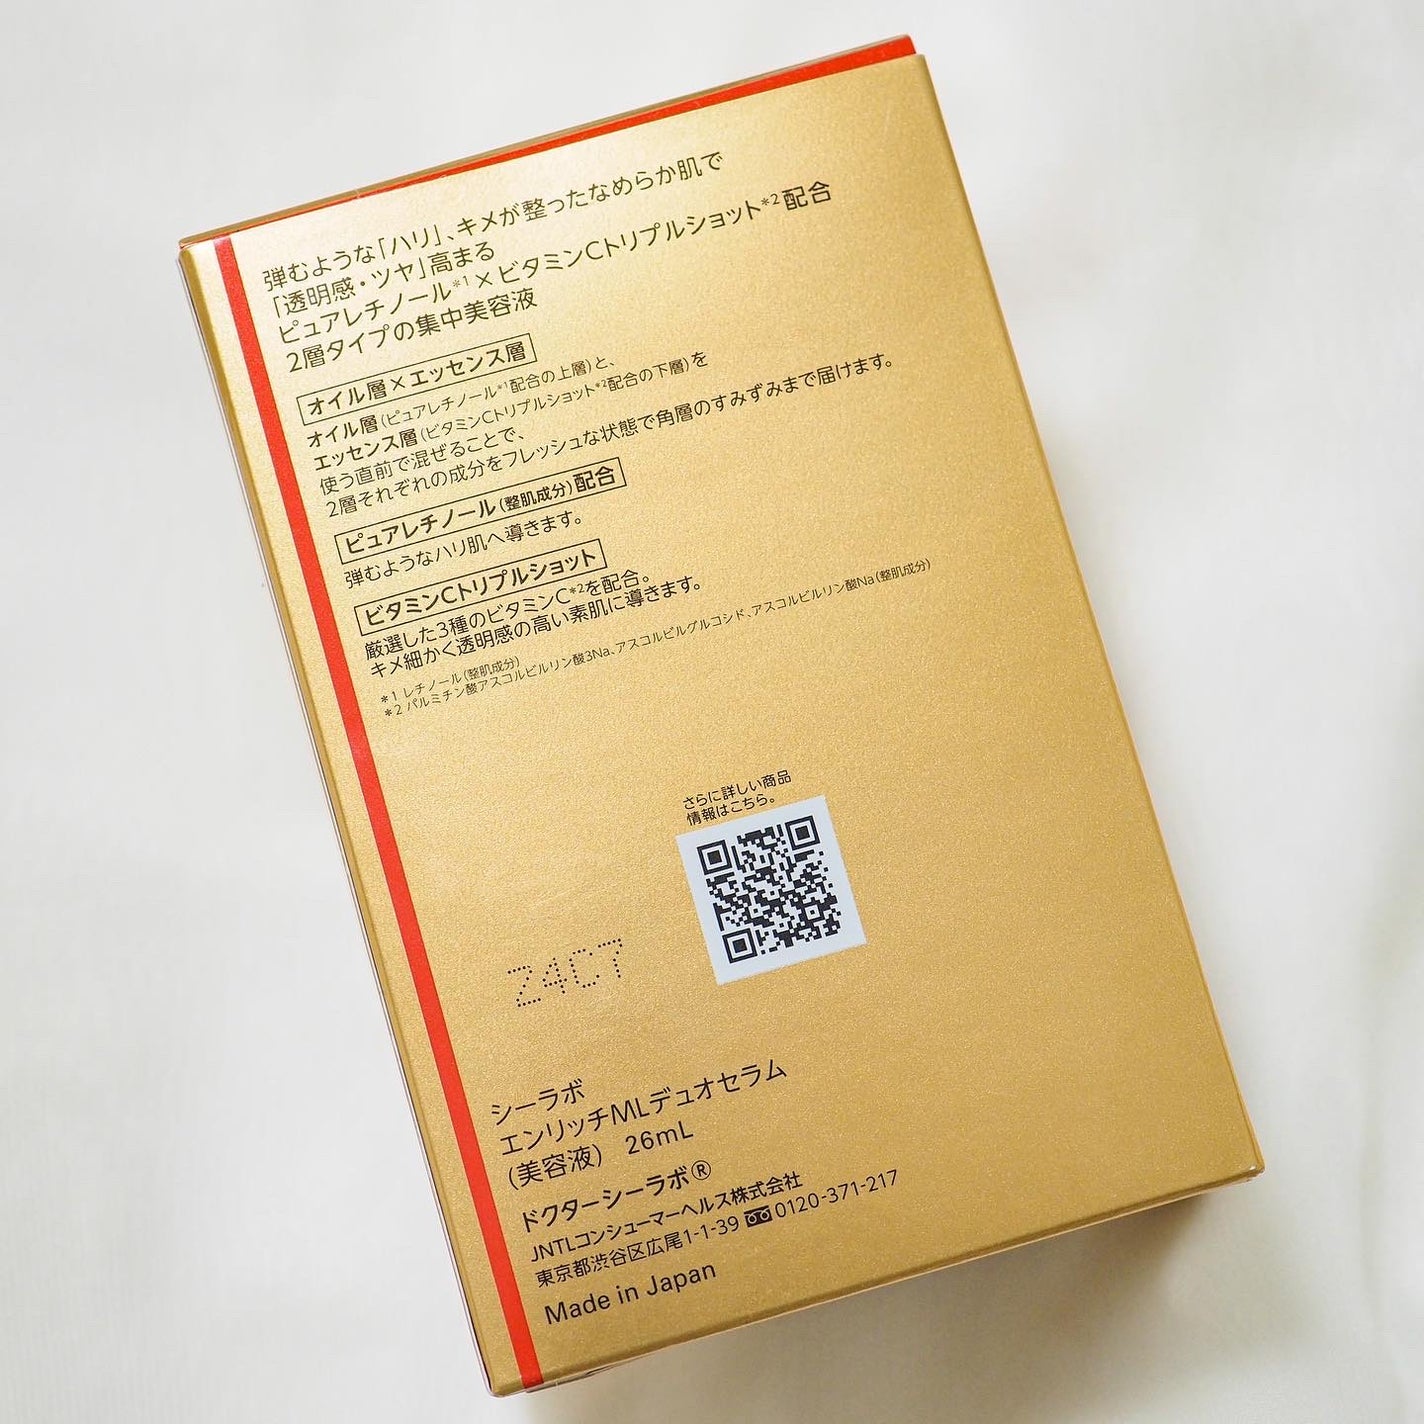 弾むような「ハリ」、キメが整ったなめらか肌で
「透明感・ツヤ」高まる
ピュアレチノール*1×ビタミンCトリプルショット*2配合
2層タイプの集中美容液
オイル層×エッセンス層
オイル層(ピュアレチノール*1配合の上層)と、
エッセンス層(ビタミンCトリプルショット*2配合の下層)を
使う直前で混ぜることで、
2層それぞれの成分をフレッシュな状態で角層のすみずみまで届けます。
ピュアレチノール(整肌成分)配合
弾むようなハリ肌へ導きます。
ビタミンCトリプルショット
厳選した3種のビタミンC*2を配合。
キメ細かく透明感の高い素肌に導きます。
*1 レチノール(整肌成分)
*2 パルミチン酸アスコルビルリン酸3Na、アスコルビルグルコシド、アスコルビルリン酸Na(整肌成分)
さらに詳しい商品
情報はこちら。
24C7
シーラボ
エンリッチMLデュオセラム
(美容液) 26mL
ドクターシーラボ®
JNTLコンシューマーヘルス株式会社
東京都渋谷区広尾1-1-39 0120-371-217
Made in Japan